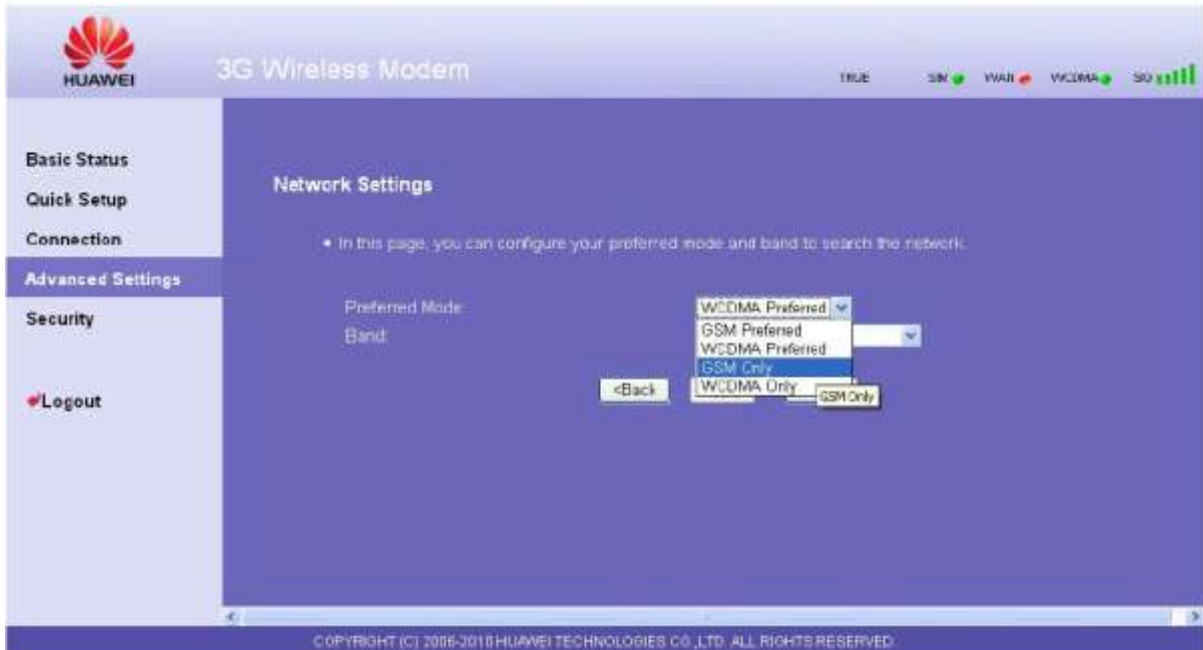 HUAWEI
3G Wireless Modem
TRUE
SIM
WAN
WCDMA
SIG
Basic Status
Quick Setup
Connection
Advanced Settings
Security
Logout
Network Settings
• In this page, you can configure your preferred mode and band to search the network.
Preferred Mode:
WCDMA Preferred
GSM Preferred
WCDMA Preferred
GSM Only
WCDMA Only
Band:
GSM Only
<Back
COPYRIGHT (C) 2006-2010 HUAWEI TECHNOLOGIES CO.,LTD. ALL RIGHTS RESERVED